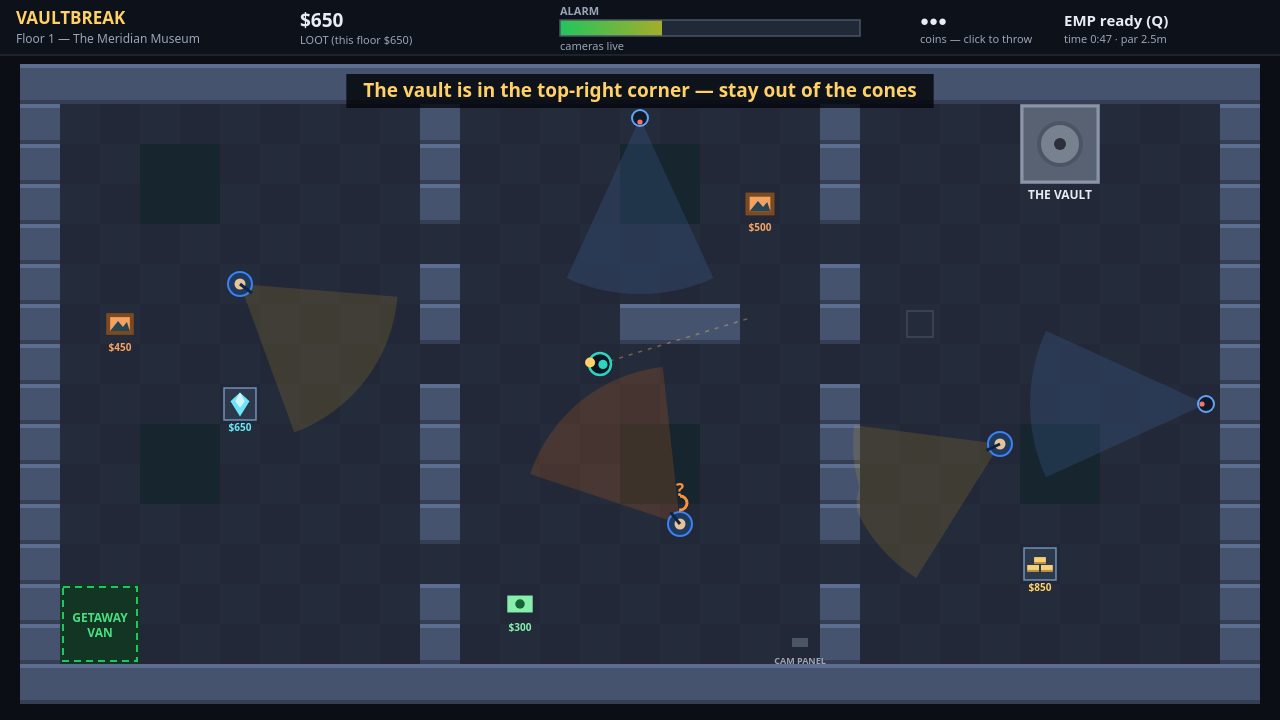 VAULTBREAK
Floor 1 — The Meridian Museum
$650
LOOT (this floor $650)
ALARM
cameras live
coins — click to throw
EMP ready (Q)
time 0:47 · par 2.5m
The vault is in the top-right corner — stay out of the cones
THE VAULT
$500
$450
$650
?
$850
GETAWAY
VAN
$300
CAM PANEL